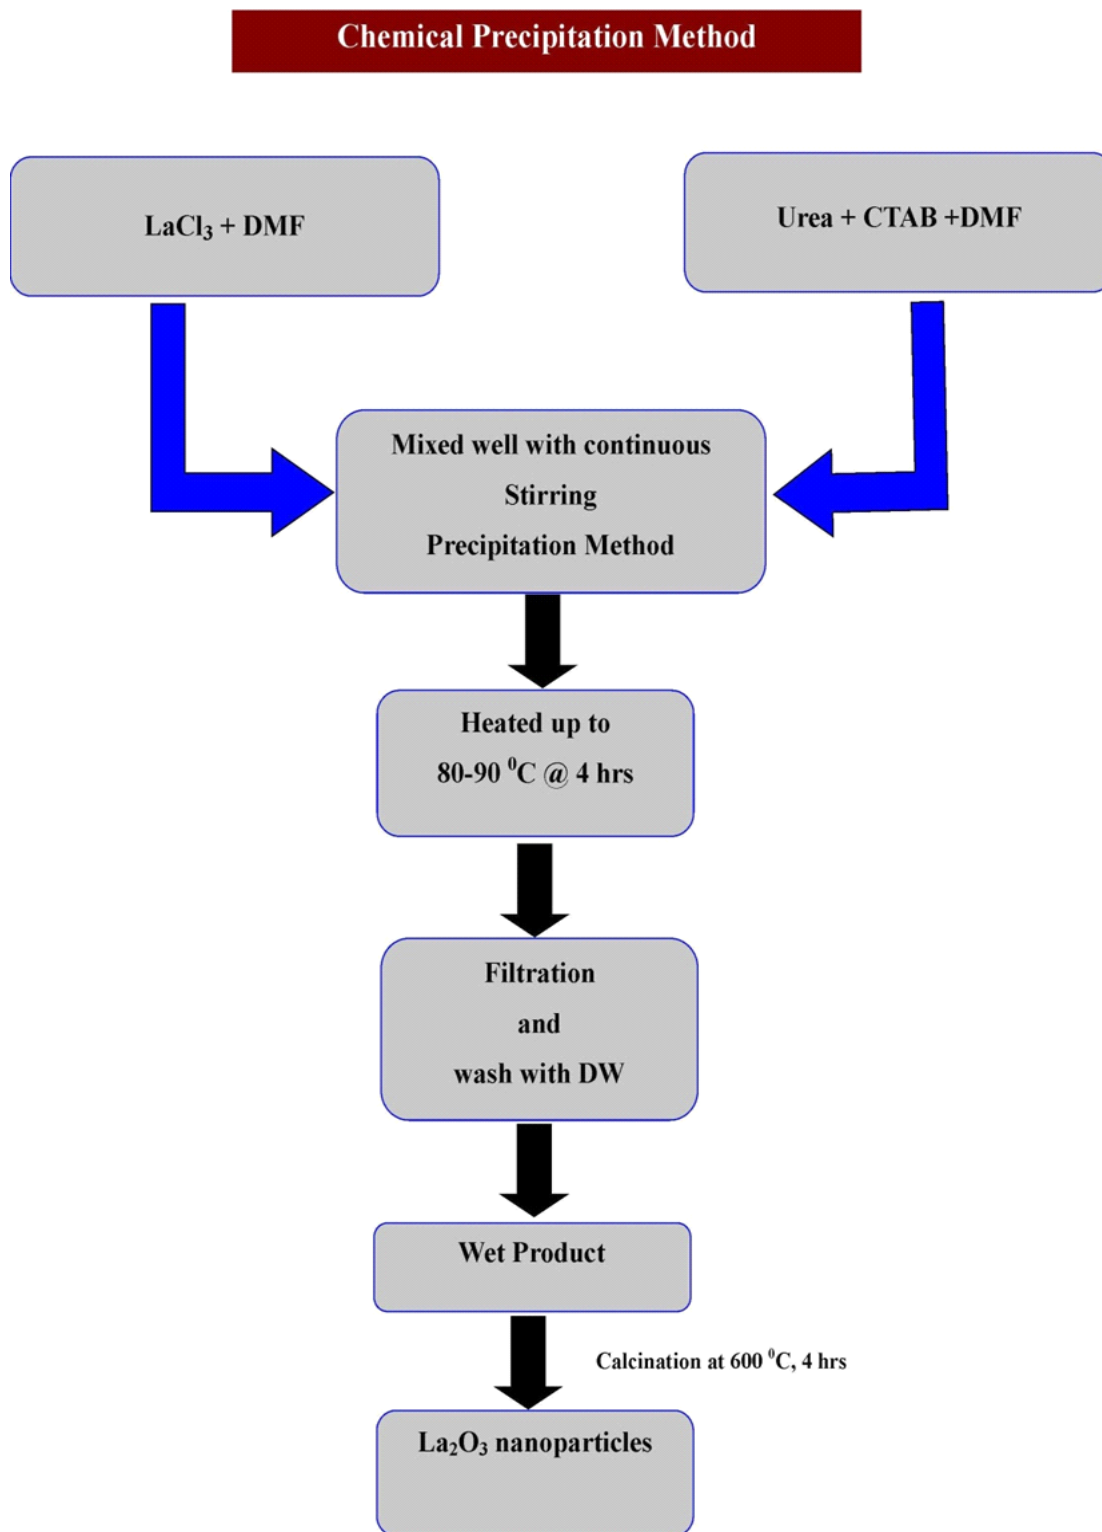 Chemical Precipitation Method
LaCl₃ + DMF
Urea + CTAB +DMF
Mixed well with continuous
Stirring
Precipitation Method
Heated up to
80-90 ⁰C @ 4 hrs
Filtration
and
wash with DW
Wet Product
Calcination at 600 ⁰C, 4 hrs
La₂O₃ nanoparticles